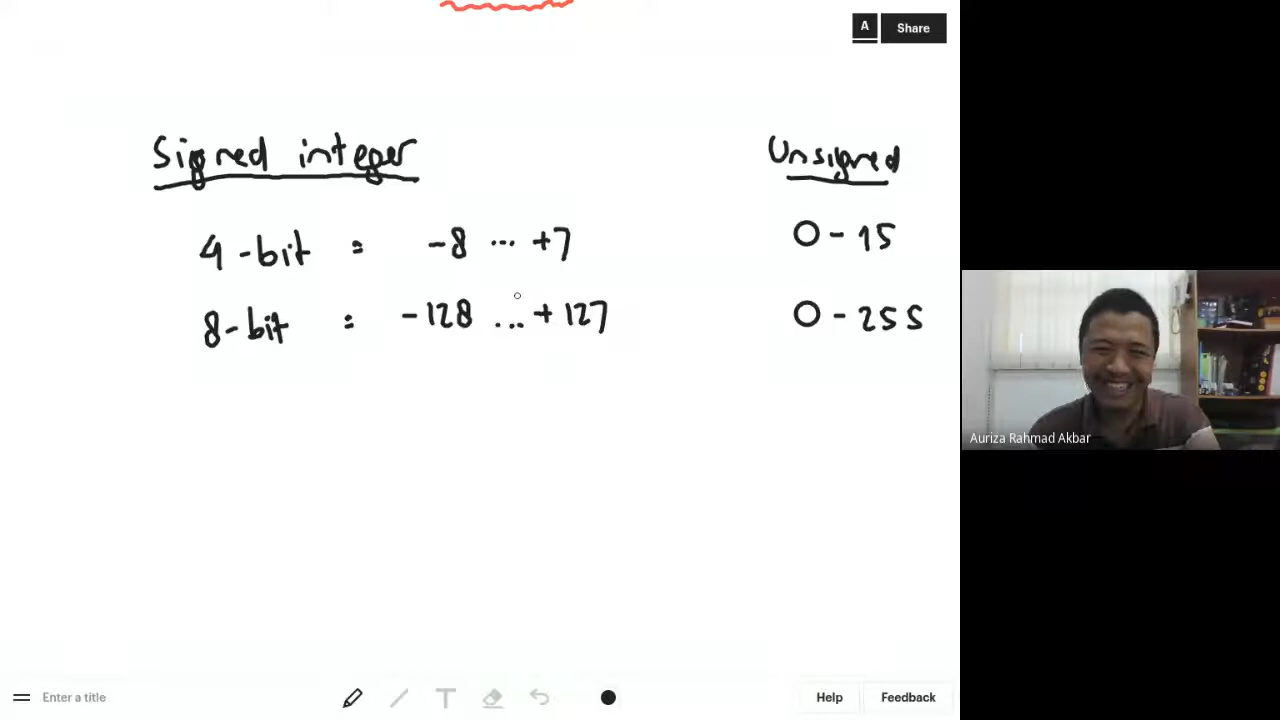 A Share
Signed integer Unsigned
4-bit = -8 ... +7 0 - 15
8-bit = -128 ... +127 0 - 255
Auriza Rahmad Akbar
Enter a title T Help Feedback